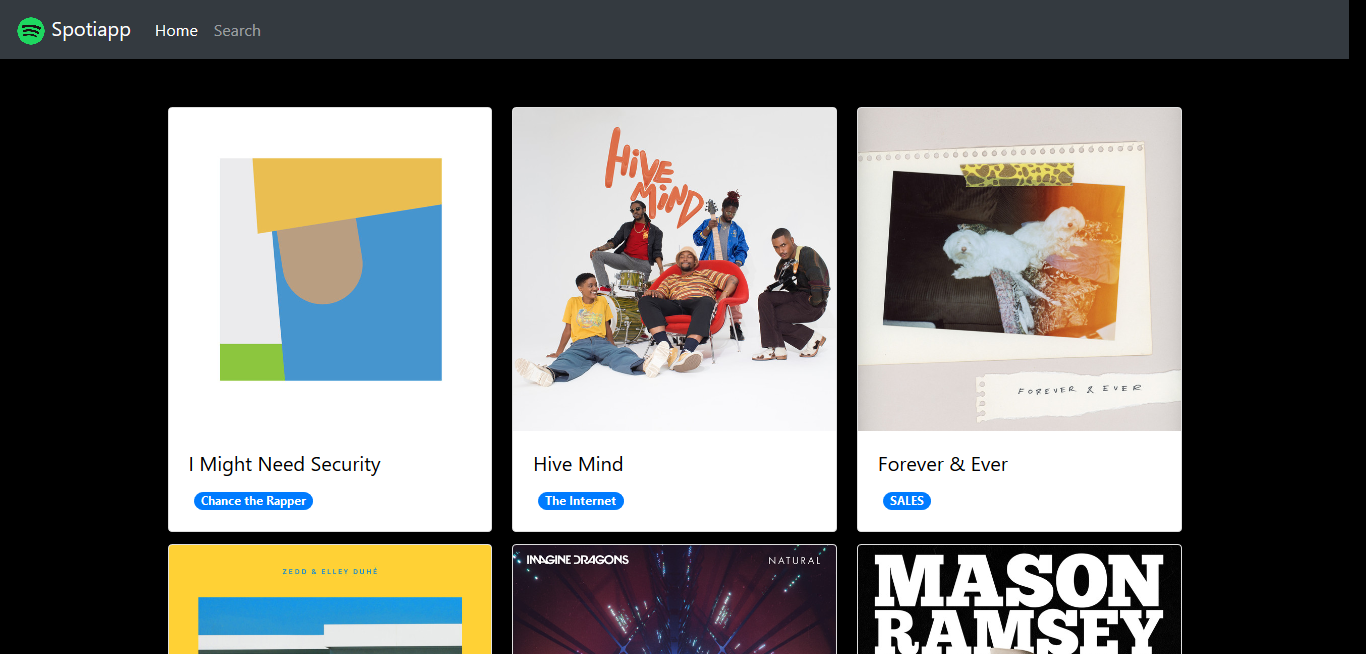 Spotiapp Home Search
HIVE
MIND
FOREVER & EVER
I Might Need Security
Chance the Rapper
Hive Mind
The Internet
Forever & Ever
SALES
ZEDD & ELLEY DUHÉ
IMAGINE DRAGONS
NATURAL
MASON
RAMSEY